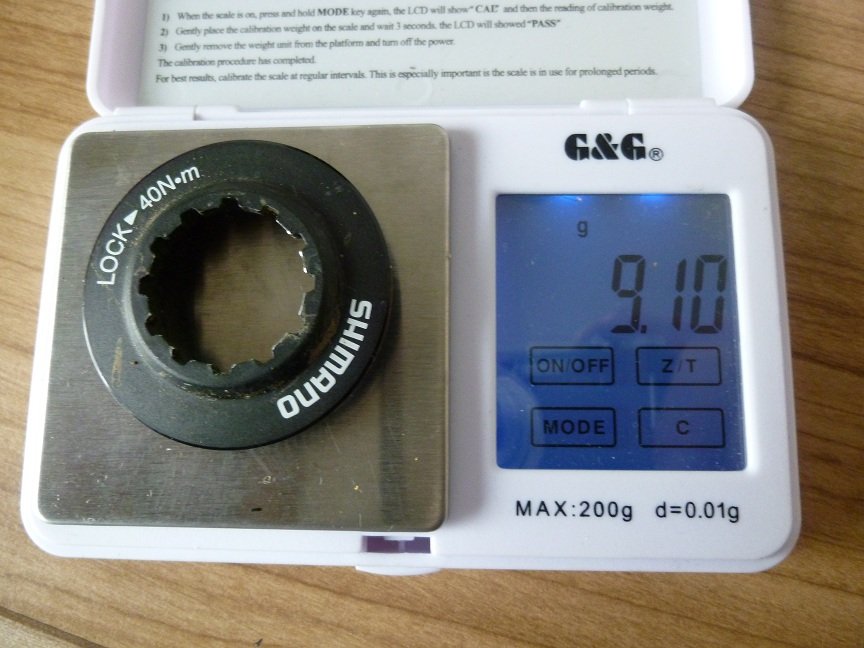 1) When the scale is on, press and hold MODE key again, the LCD will show" CAL" and then the reading of calibration weight.
2) Gently place the calibration weight on the scale and wait 3 seconds, the LCD will showed "PASS"
3) Gently remove the weight unit from the platform and turn off the power.
The calibration procedure has completed.
For best results, calibrate the scale at regular intervals. This is especially important is the scale is in use for prolonged periods.
G&G®
LOCK▶40N•m
SHIMANO
g
9.10
ON/OFF Z/T
MODE C
MAX:200g d=0.01g